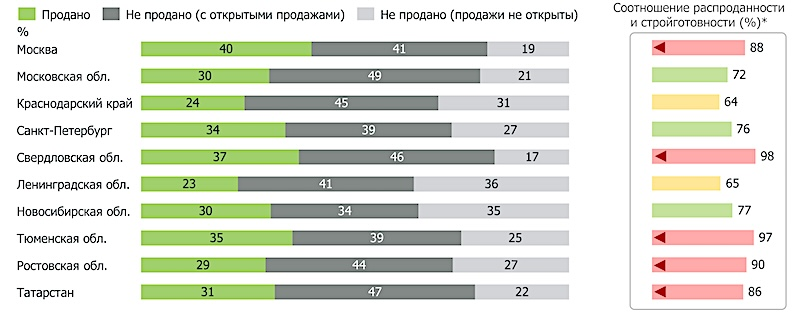 Продано Не продано (с открытыми продажами) Не продано (продажи не открыты)
Соотношение распроданности
и стройготовности (%)*
%
Москва 40 41 19 88
Московская обл. 30 49 21 72
Краснодарский край 24 45 31 64
Санкт-Петербург 34 39 27 76
Свердловская обл. 37 46 17 98
Ленинградская обл. 23 41 36 65
Новосибирская обл. 30 34 35 77
Тюменская обл. 35 39 25 97
Ростовская обл. 29 44 27 90
Татарстан 31 47 22 86